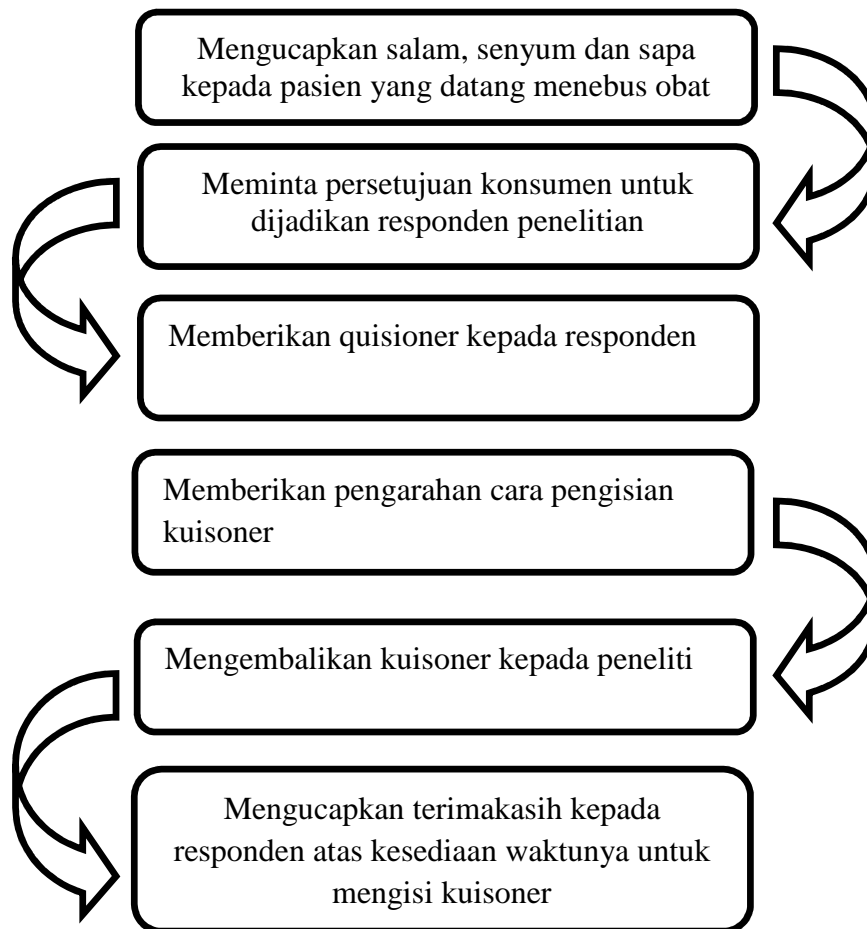 Mengucapkan salam, senyum dan sapa
kepada pasien yang datang menebus obat
Meminta persetujuan konsumen untuk
dijadikan responden penelitian
Memberikan quisioner kepada responden
Memberikan pengarahan cara pengisian
kuisoner
Mengembalikan kuisoner kepada peneliti
Mengucapkan terimakasih kepada
responden atas kesediaan waktunya untuk
mengisi kuisoner